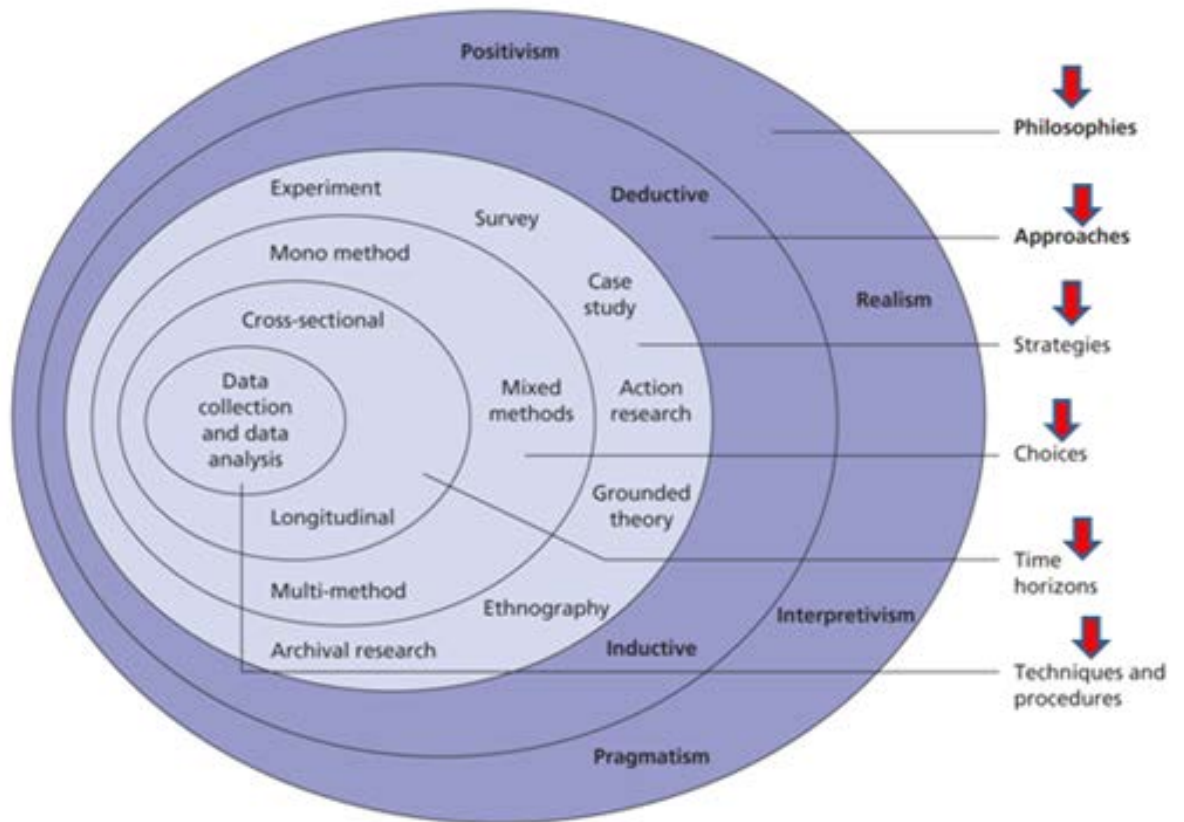 Positivism
Philosophies
Experiment
Deductive
Survey
Approaches
Mono method
Case
study
Realism
Cross-sectional
Strategies
Data
collection
and data
analysis
Mixed
methods
Action
research
Choices
Longitudinal
Grounded
theory
Time
horizons
Multi-method
Ethnography
Interpretivism
Archival research
Inductive
Techniques and
procedures
Pragmatism